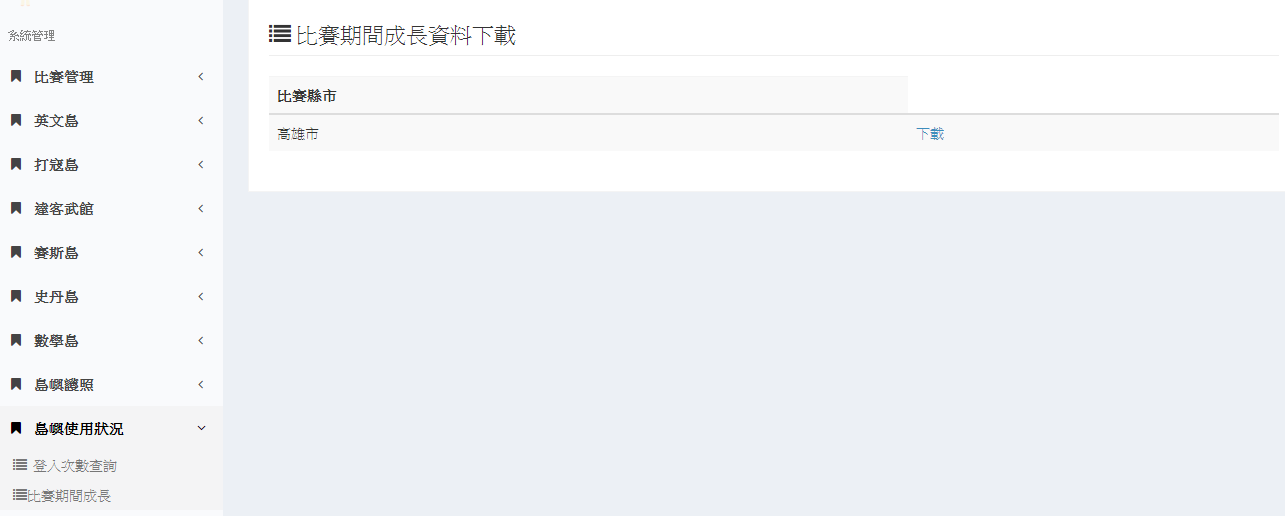 系統管理
比賽管理
英文島
打寇島
達客武館
賽斯島
史丹島
數學島
島嶼護照
島嶼使用狀況
登入次數查詢
比賽期間成長
比賽期間成長資料下載
比賽縣市
高雄市 下載